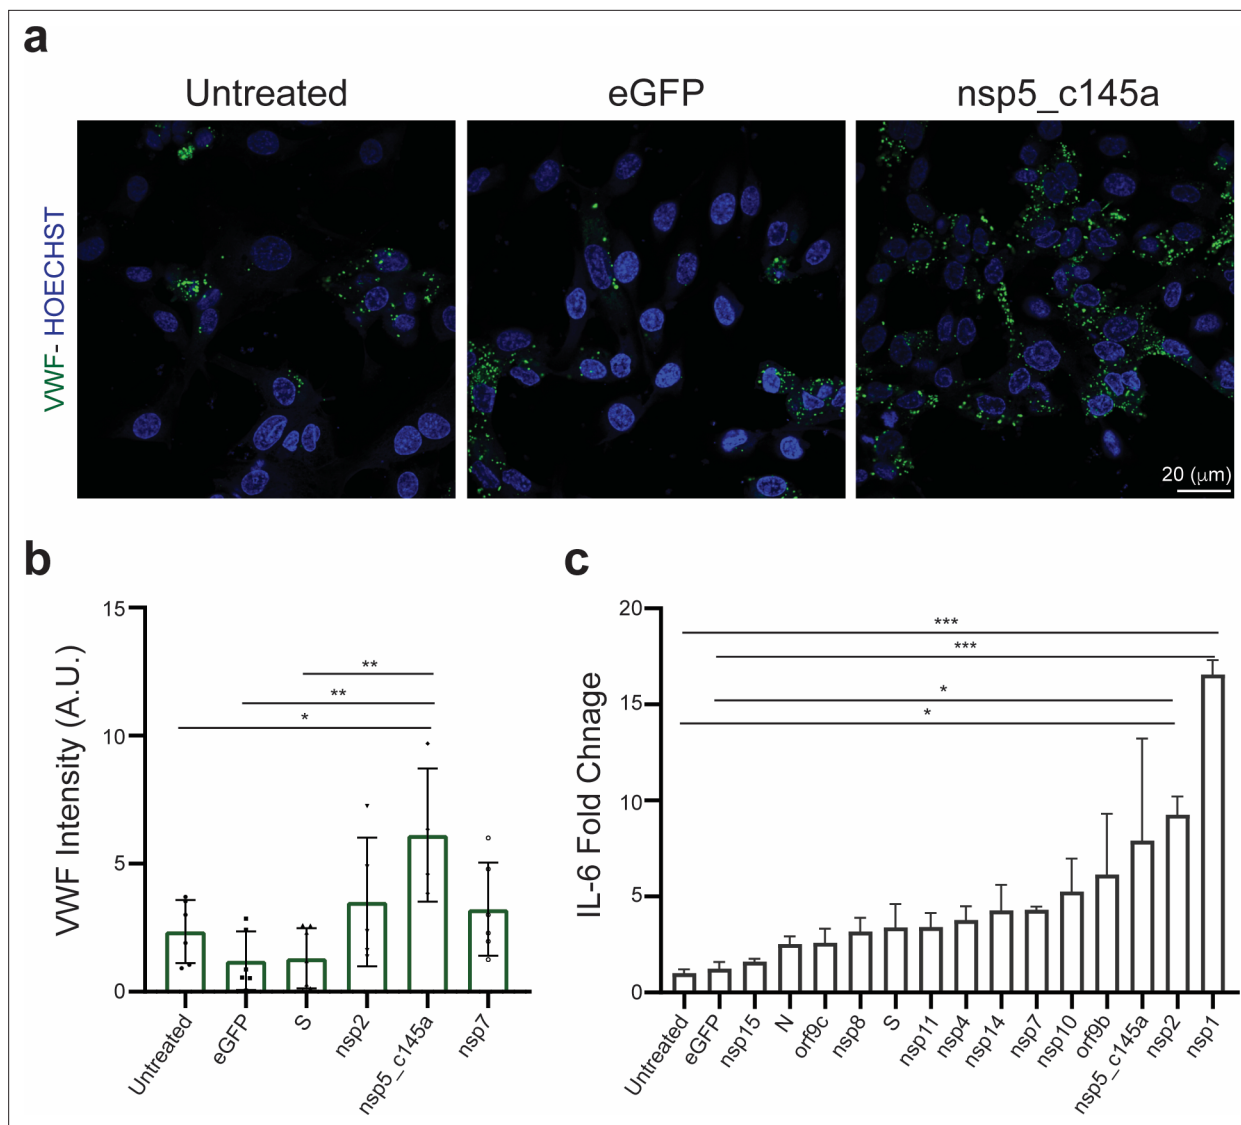 a
Untreated
eGFP
nsp5_c145a
VWF- HOECHST
20 (μm)
b
VWF Intensity (A.U.)
15
10
5
0
**
**
*
Untreated
eGFP
S
nsp2
nsp5_c145a
nsp7
c
IL-6 Fold Chnage
20
15
10
5
0
***
***
*
*
Untreated
eGFP
nsp15
N
orf9c
nsp8
S
nsp11
nsp4
nsp14
nsp7
nsp10
orf9b
nsp5_c145a
nsp2
nsp1